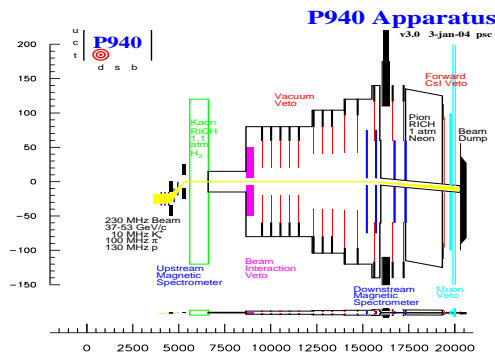 P940 Apparatus
v3.0 3-jan-04 psc
u
c
t
P940
d s b
200
150
100
50
0
−50
−100
−150
Kaon
RICH
1.1
atm
H2
Vacuum
Veto
Forward
CsI Veto
Pion
RICH
1 atm
Neon
Beam
Dump
230 MHz Beam
37-53 GeV/c
10 MHz K+
100 MHz π+
130 MHz p
Upstream
Magnetic
Spectrometer
Beam
Interaction
Veto
Downstream
Magnetic
Spectrometer
Muon
Veto
0 2500 5000 7500 10000 12500 15000 17500 20000